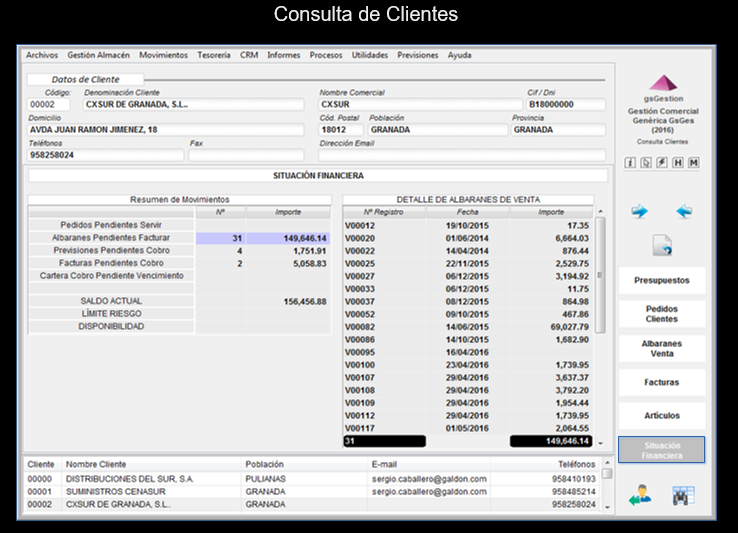 Consulta de Clientes
Archivos Gestión Almacén Movimientos Tesorería CRM Informes Procesos Utilidades Previsiones Ayuda
Datos de Cliente
Código: Denominación Cliente Nombre Comercial Cif / Dni
00002 CXSUR DE GRANADA, S.L.. CXSUR B18000000
Domicilio Cód. Postal Población Provincia
AVDA JUAN RAMON JIMENEZ, 18 18012 GRANADA GRANADA
Teléfonos Fax Dirección Email
958258024
SITUACIÓN FINANCIERA
Resumen de Movimientos
Nº Importe
Pedidos Pendientes Servir
Albaranes Pendientes Facturar 31 149,646.14
Previsiones Pendientes Cobro 4 1,751.91
Facturas Pendientes Cobro 2 5,058.83
Cartera Cobro Pendiente Vencimiento
SALDO ACTUAL 156,456.88
LÍMITE RIESGO
DISPONIBILIDAD
DETALLE DE ALBARANES DE VENTA
Nº Registro Fecha Importe
V00012 19/10/2015 17.35
V00020 01/06/2014 6,664.03
V00022 14/04/2014 876.44
V00025 22/11/2015 2,529.75
V00027 06/12/2015 3,194.92
V00033 06/12/2015 11.75
V00037 08/12/2015 864.98
V00052 09/10/2015 467.86
V00082 14/06/2015 69,027.79
V00086 14/10/2015 1,682.90
V00095 16/04/2016
V00100 23/04/2016 1,739.95
V00107 29/04/2016 3,637.37
V00108 29/04/2016 3,792.20
V00109 29/04/2016 1,954.44
V00112 29/04/2016 1,739.95
V00117 01/05/2016 2,064.55
31 149,646.14
Cliente Nombre Cliente Población E-mail Teléfonos
00000 DISTRIBUCIONES DEL SUR, S.A. PULIANAS sergio.caballero@galdon.com 958410193
00001 SUMINISTROS CENASUR GRANADA sergio.caballero@galdon.com 958485214
00002 CXSUR DE GRANADA, S.L.. GRANADA 958258024
gsGestion
Gestión Comercial
Genérica GsGes
(2016)
Consulta Clientes
i H M
Presupuestos
Pedidos
Clientes
Albaranes
Venta
Facturas
Artículos
Situación
Financiera